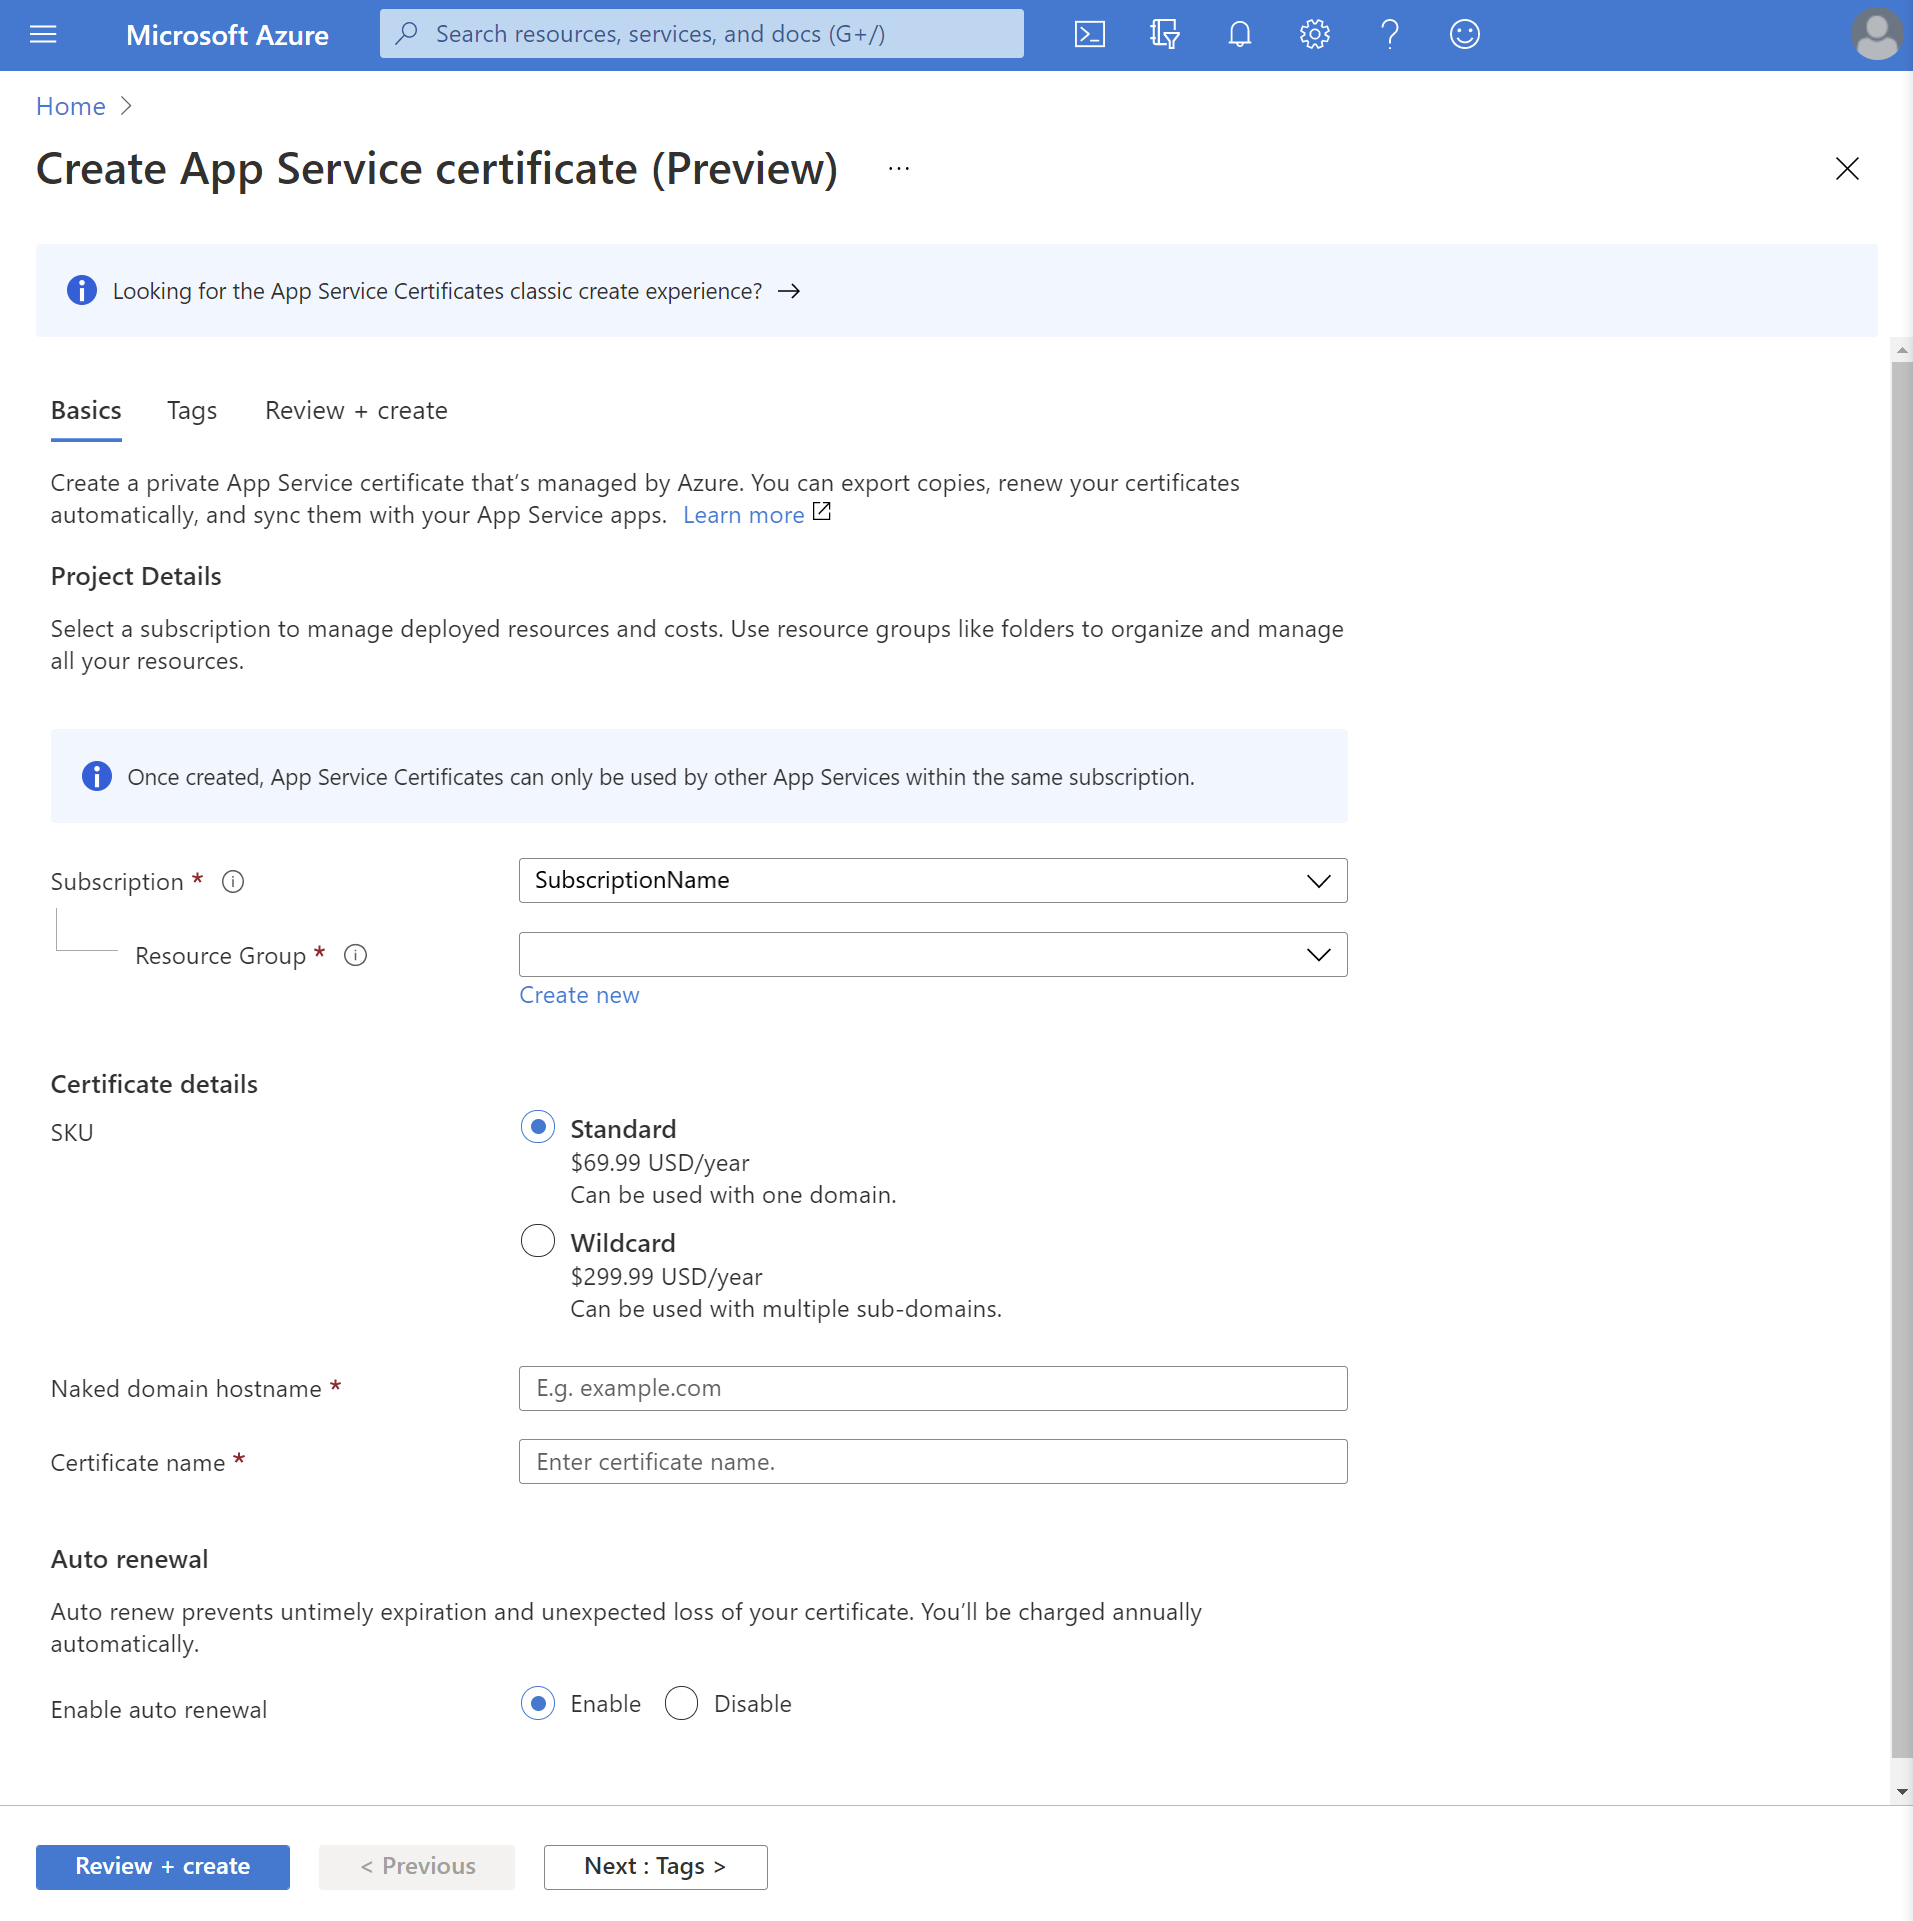 Microsoft Azure
Search resources, services, and docs (G+/)
Home
Create App Service certificate (Preview)
Looking for the App Service Certificates classic create experience?
Basics Tags Review + create
Create a private App Service certificate that’s managed by Azure. You can export copies, renew your certificates
automatically, and sync them with your App Service apps. Learn more
Project Details
Select a subscription to manage deployed resources and costs. Use resource groups like folders to organize and manage
all your resources.
Once created, App Service Certificates can only be used by other App Services within the same subscription.
Subscription *
SubscriptionName
Resource Group *
Create new
Certificate details
SKU
Standard
$69.99 USD/year
Can be used with one domain.
Wildcard
$299.99 USD/year
Can be used with multiple sub-domains.
Naked domain hostname *
E.g. example.com
Certificate name *
Enter certificate name.
Auto renewal
Auto renew prevents untimely expiration and unexpected loss of your certificate. You’ll be charged annually
automatically.
Enable auto renewal
Enable Disable
Review + create < Previous Next : Tags >